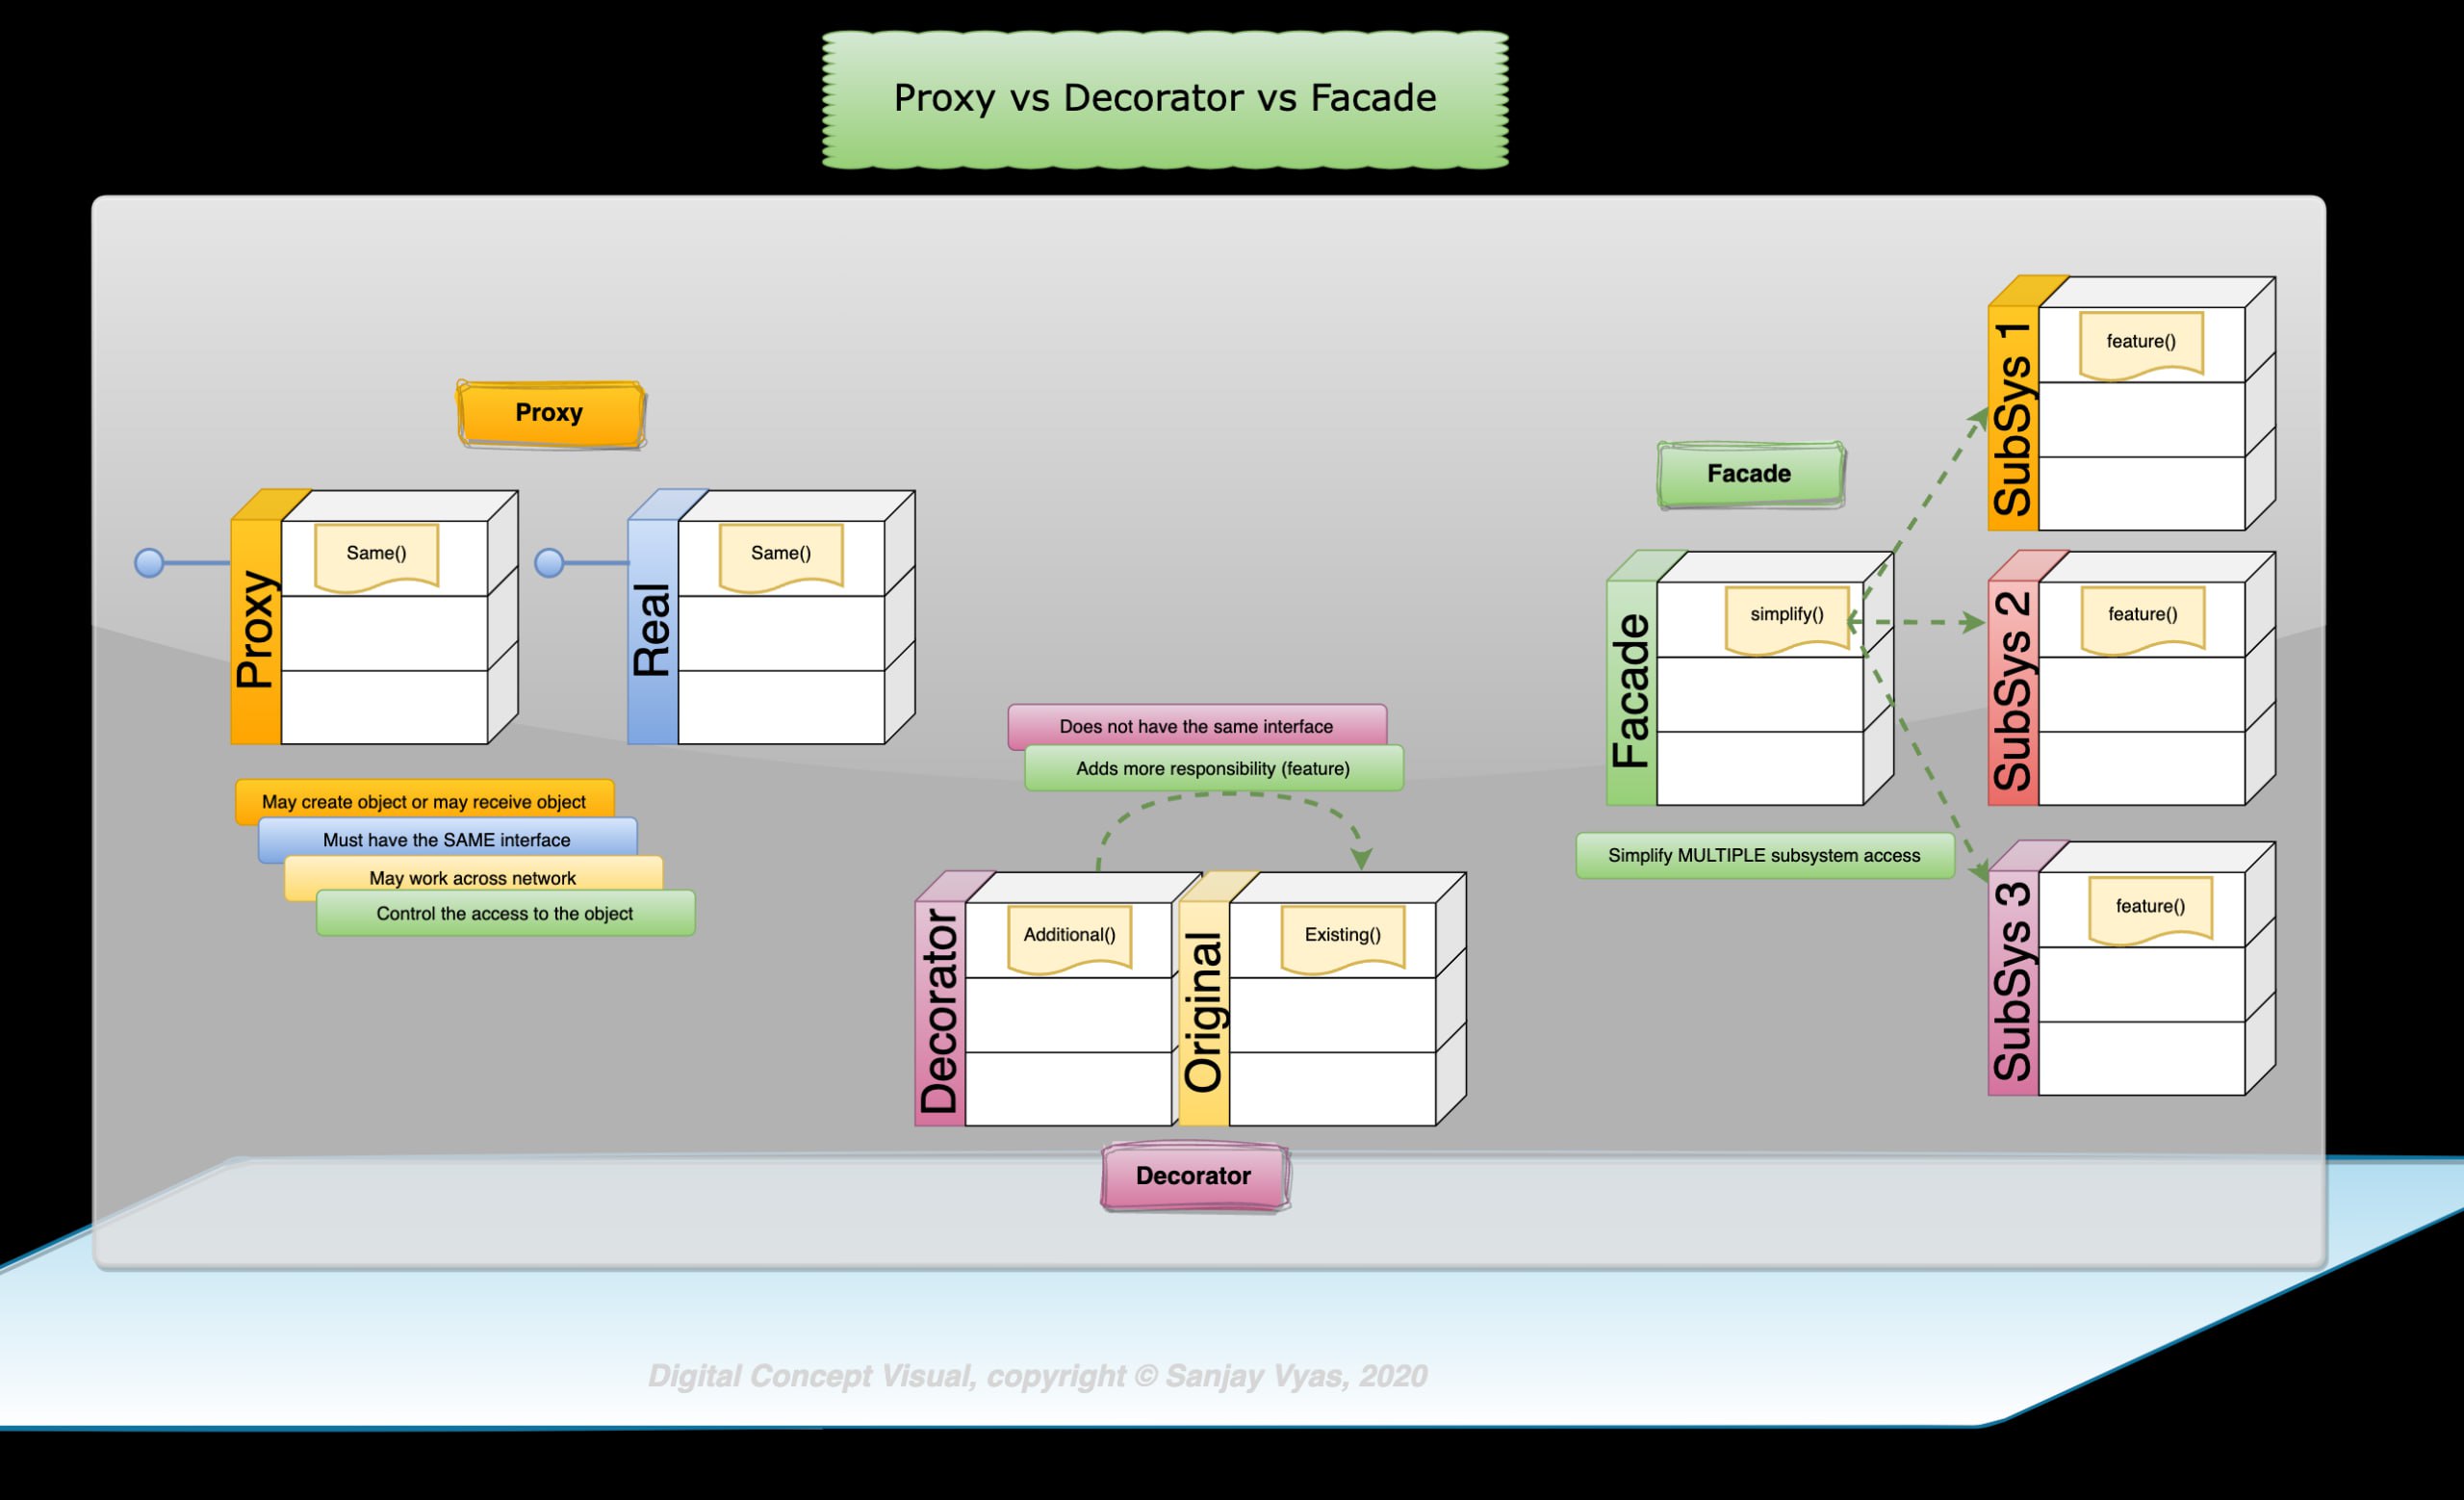 Proxy vs Decorator vs Facade
Proxy
Proxy
Same()
Real
Same()
May create object or may receive object
Must have the SAME interface
May work across network
Control the access to the object
Does not have the same interface
Adds more responsibility (feature)
Decorator
Additional()
Original
Existing()
Decorator
Facade
Facade
simplify()
Simplify MULTIPLE subsystem access
SubSys 1
feature()
SubSys 2
feature()
SubSys 3
feature()
Digital Concept Visual, copyright © Sanjay Vyas, 2020